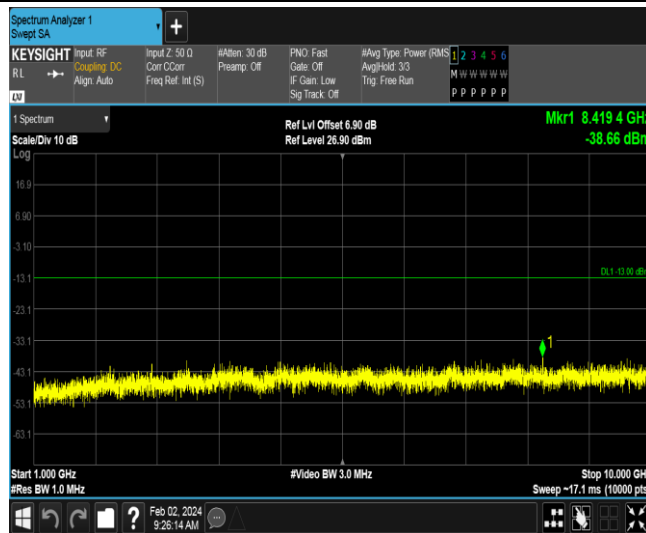 Spectrum Analyzer 1
Swept SA
+
KEYSIGHT
RL
Input: RF
Coupling: DC
Align: Auto
Input Z: 50 Ω
Corr CCorr
Freq Ref: Int (S)
#Atten: 30 dB
Preamp: Off
PNO: Fast
Gate: Off
IF Gain: Low
Sig Track: Off
#Avg Type: Power (RMS
Avg|Hold: 3/3
Trig: Free Run
1 2 3 4 5 6
M W W W W W
P P P P P P
LXI
1 Spectrum
Scale/Div 10 dB
Log
Ref Lvl Offset 6.90 dB
Ref Level 26.90 dBm
Mkr1 8.419 4 GHz
-38.66 dBm
16.9
6.90
-3.10
-13.1
DL1 -13.00 dBm
-23.1
-33.1
1
-43.1
-53.1
-63.1
Start 1.000 GHz
#Res BW 1.0 MHz
#Video BW 3.0 MHz
Stop 10.000 GH
Sweep ~17.1 ms (10000 pts
?
Feb 02, 2024
9:26:14 AM